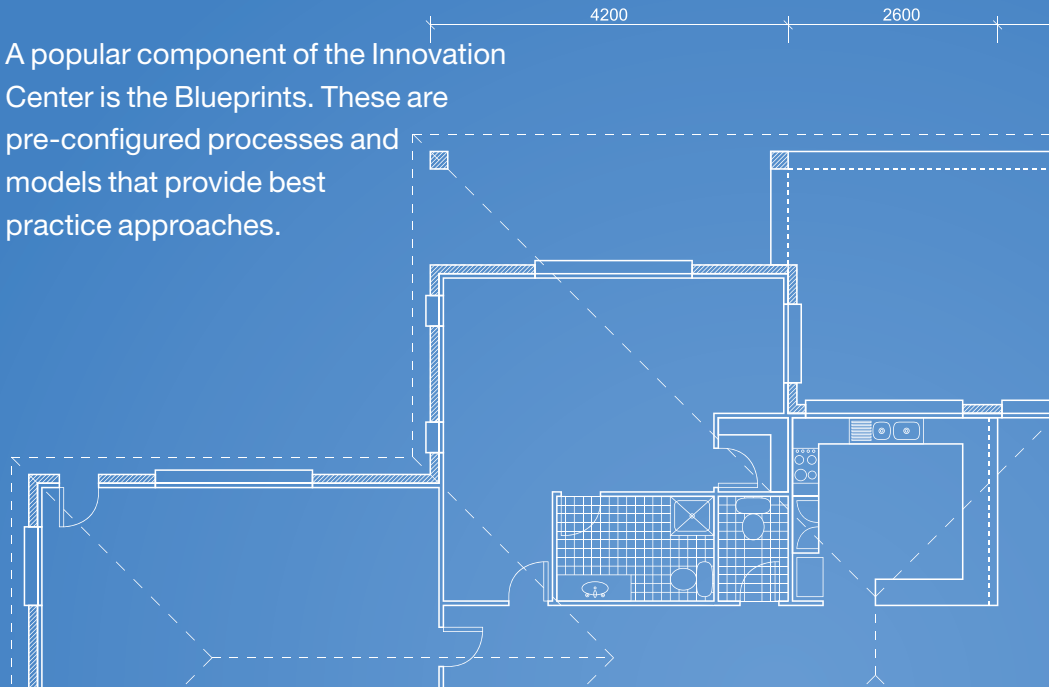 4200
2600
A popular component of the Innovation
Center is the Blueprints. These are
pre-configured processes and
models that provide best
practice approaches.